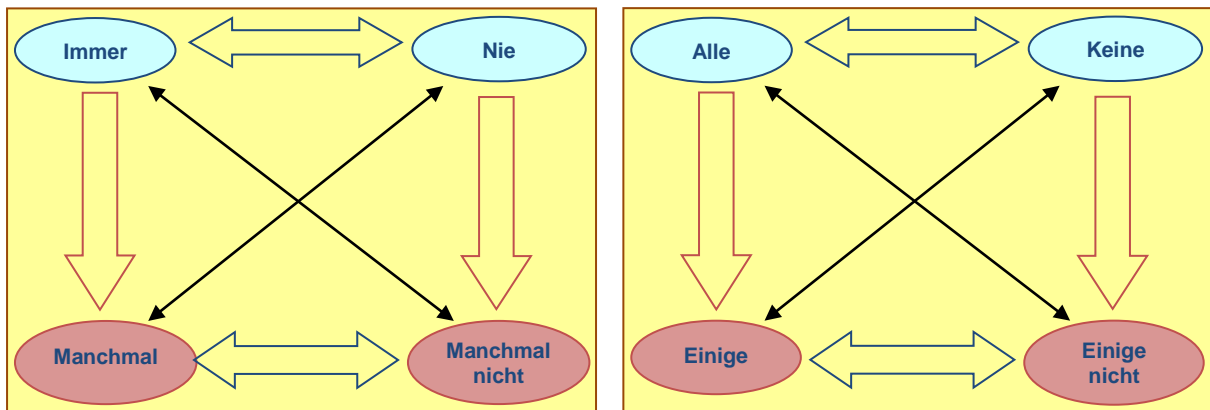 Immer
Nie
Manchmal
Manchmal
nicht
Alle
Keine
Einige
Einige
nicht